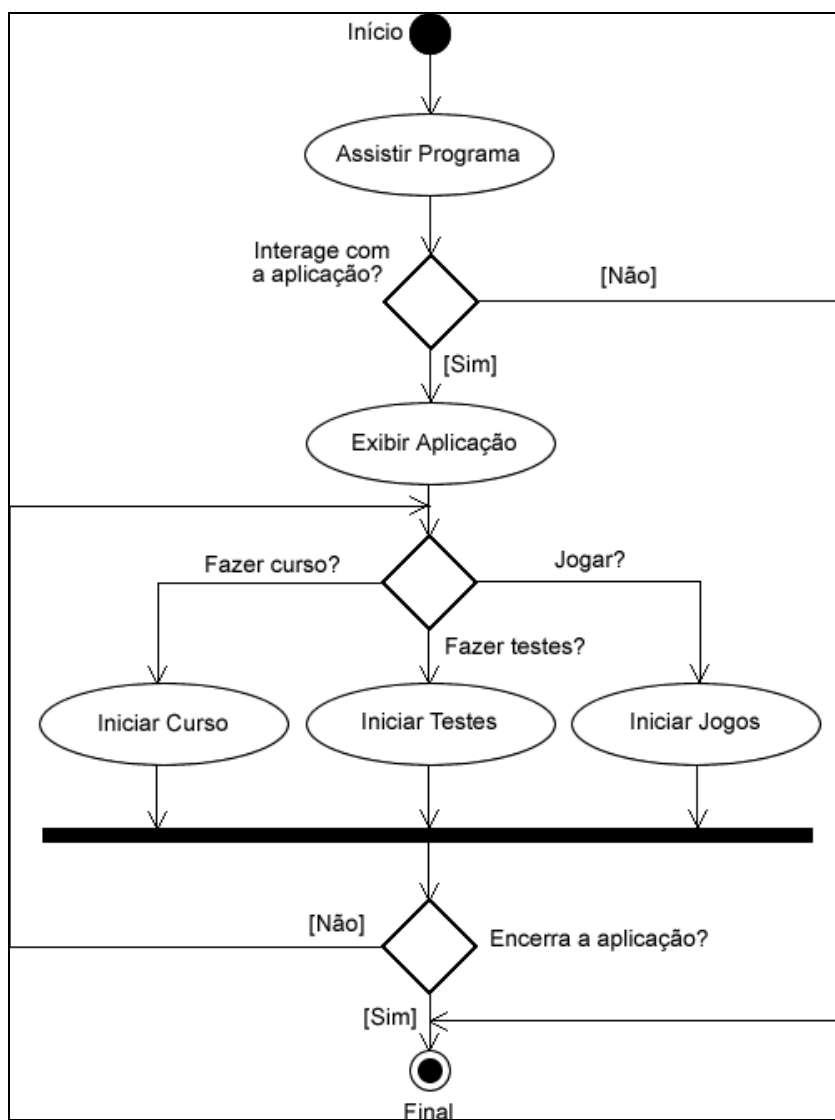 Início
Assistir Programa
Interage com
a aplicação?
[Não]
[Sim]
Exibir Aplicação
Fazer curso?
Jogar?
Fazer testes?
Iniciar Curso
Iniciar Testes
Iniciar Jogos
[Não]
Encerra a aplicação?
[Sim]
Final